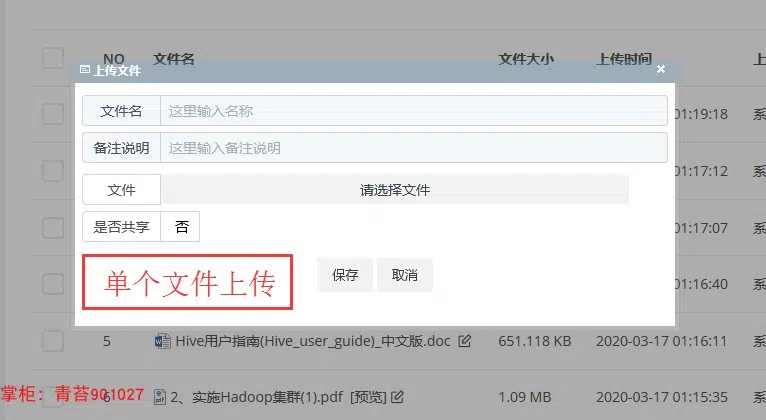 NO 文件名 文件大小 上传时间 上
上传文件 ×
文件名 这里输入名称 01:19:18 系
备注说明 这里输入备注说明 01:17:12 系
文件 请选择文件
是否共享 否 01:17:07 系
单个文件上传 保存 取消 01:16:40 系
5 Hive用户指南(Hive_user_guide)_中文版.doc 651.118 KB 2020-03-17 01:16:11 系
6 2、实施Hadoop集群(1).pdf [预览] 1.09 MB 2020-03-17 01:15:35 系
掌柜：青苔901027